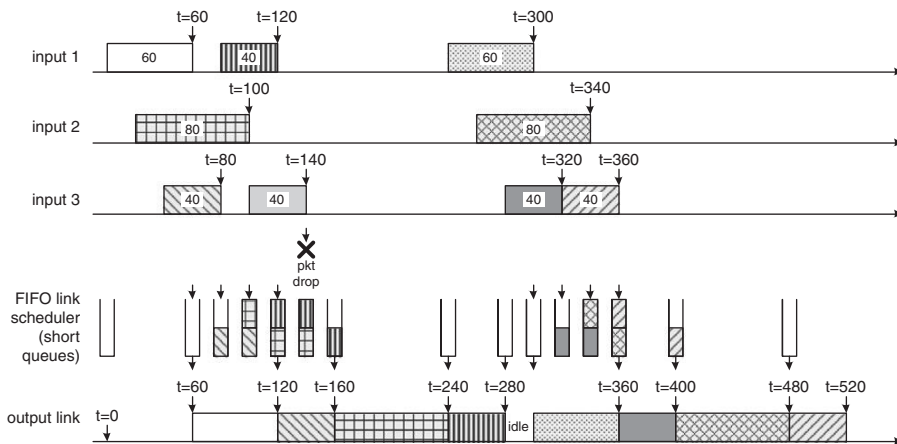 t=60 t=120 t=300
input 1 60 40 60
t=100 t=340
input 2 80 80
t=80 t=140 t=320 t=360
input 3 40 40 40 40
pkt
drop
FIFO link
scheduler
(short
queues)
t=60 t=120 t=160 t=240 t=280 t=360 t=400 t=480 t=520
output link t=0 idle